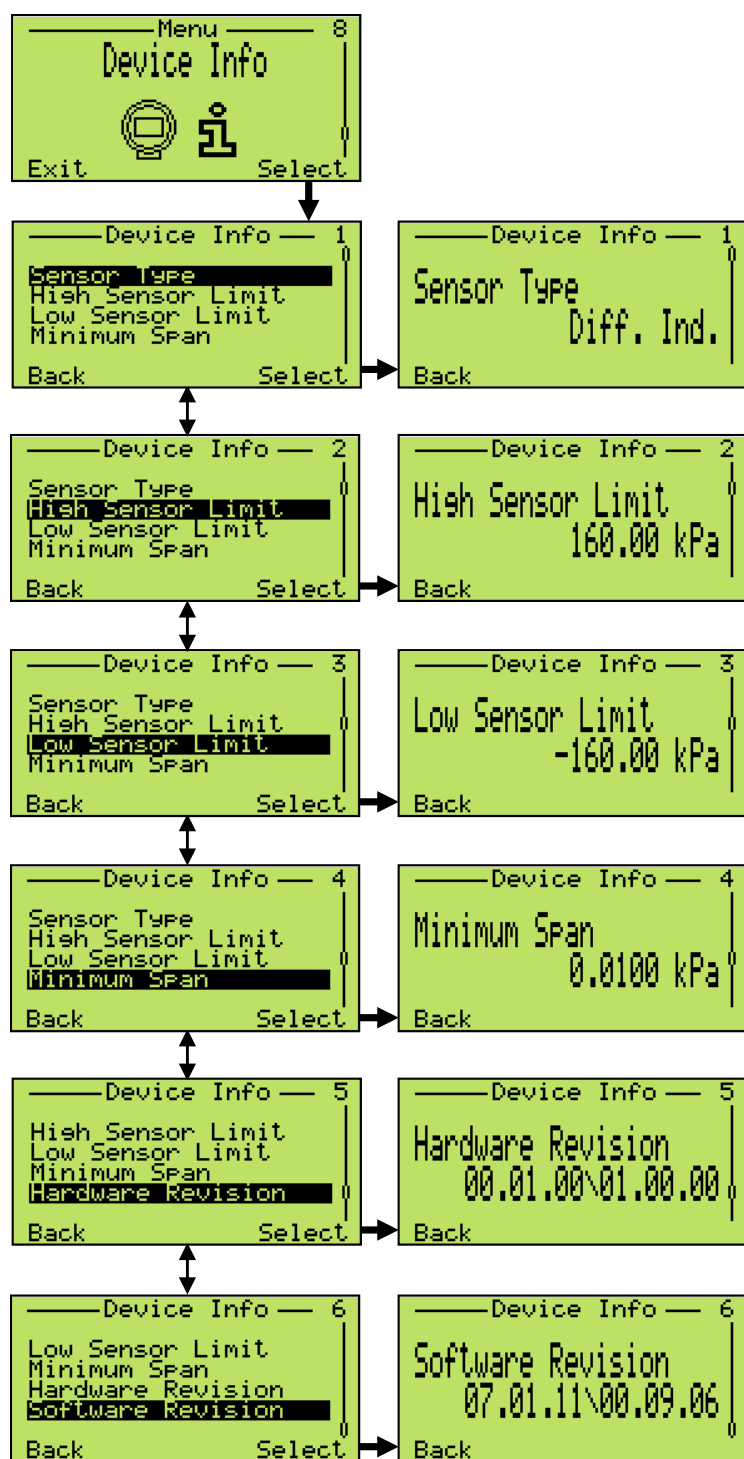 Menu 8
Device Info
Exit Select
Device Info 1
Sensor Type
High Sensor Limit
Low Sensor Limit
Minimum Span
Back Select
Device Info 1
Sensor Type
Diff. Ind.
Back
Device Info 2
Sensor Type
High Sensor Limit
Low Sensor Limit
Minimum Span
Back Select
Device Info 2
High Sensor Limit
160.00 kPa
Back
Device Info 3
Sensor Type
High Sensor Limit
Low Sensor Limit
Minimum Span
Back Select
Device Info 3
Low Sensor Limit
-160.00 kPa
Back
Device Info 4
Sensor Type
High Sensor Limit
Low Sensor Limit
Minimum Span
Back Select
Device Info 4
Minimum Span
0.0100 kPa
Back
Device Info 5
High Sensor Limit
Low Sensor Limit
Minimum Span
Hardware Revision
Back Select
Device Info 5
Hardware Revision
00.01.00\01.00.00
Back
Device Info 6
Low Sensor Limit
Minimum Span
Hardware Revision
Software Revision
Back Select
Device Info 6
Software Revision
07.01.11\00.09.06
Back